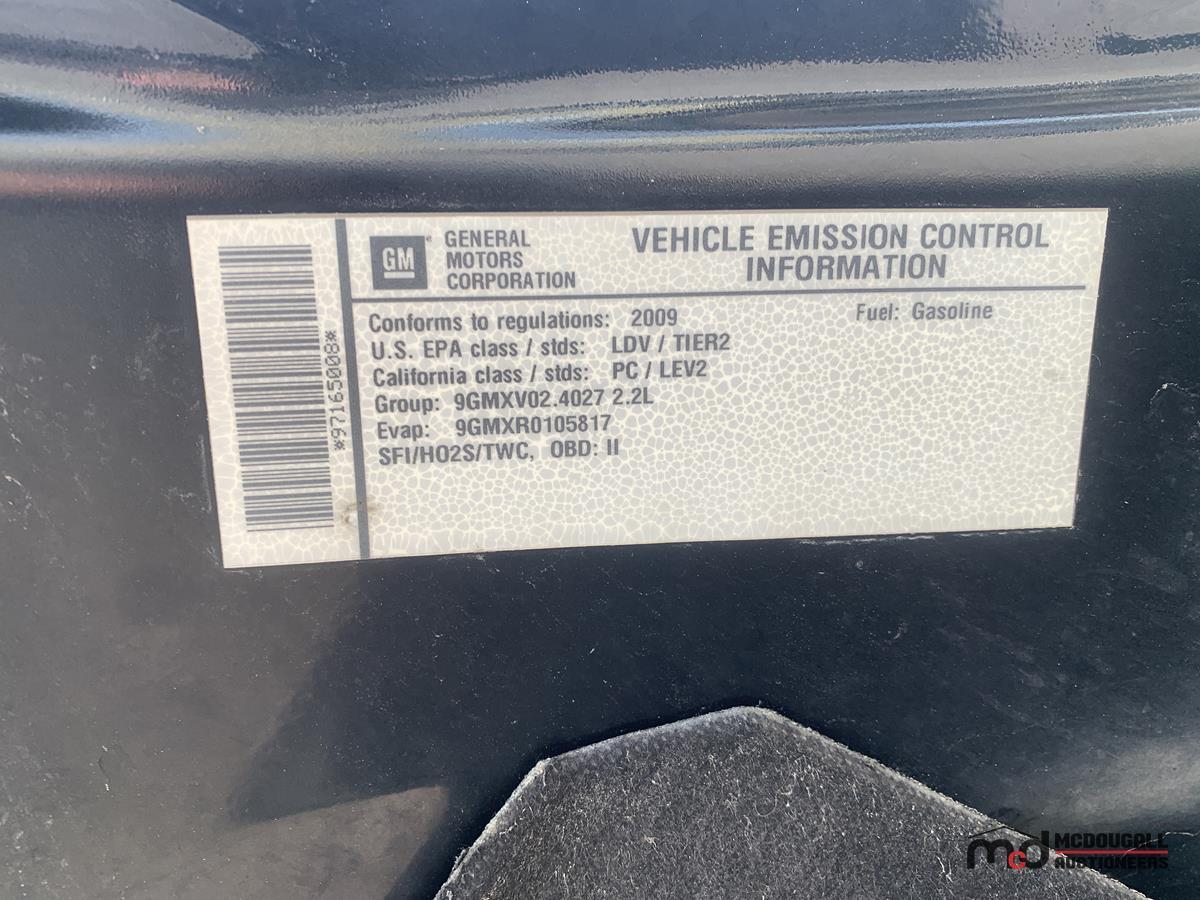 *97165008*
GM
GENERAL
MOTORS
CORPORATION
VEHICLE EMISSION CONTROL
INFORMATION
Conforms to regulations: 2009
Fuel: Gasoline
U.S. EPA class / stds: LDV / TIER2
California class / stds: PC / LEV2
Group: 9GMXV02.4027 2.2L
Evap: 9GMXR0105817
SFI/HO2S/TWC, OBD: II
mcd MCDOUGALL
AUCTIONEERS